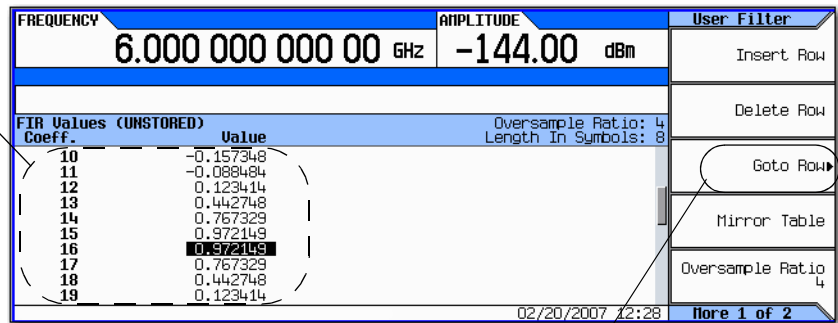 FREQUENCY
6.000 000 000 00 GHz
AMPLITUDE
-144.00 dBm
FIR Values (UNSTORED)
Oversample Ratio: 4
Coeff. Value
Length In Symbols: 8
10 -0.157348
11 -0.088484
12 0.123414
13 0.442748
14 0.767329
15 0.972149
16 0.972149
17 0.767329
18 0.442748
19 0.123414
02/20/2007 12:28
User Filter
Insert Row
Delete Row
Goto Row
Mirror Table
Oversample Ratio
4
More 1 of 2